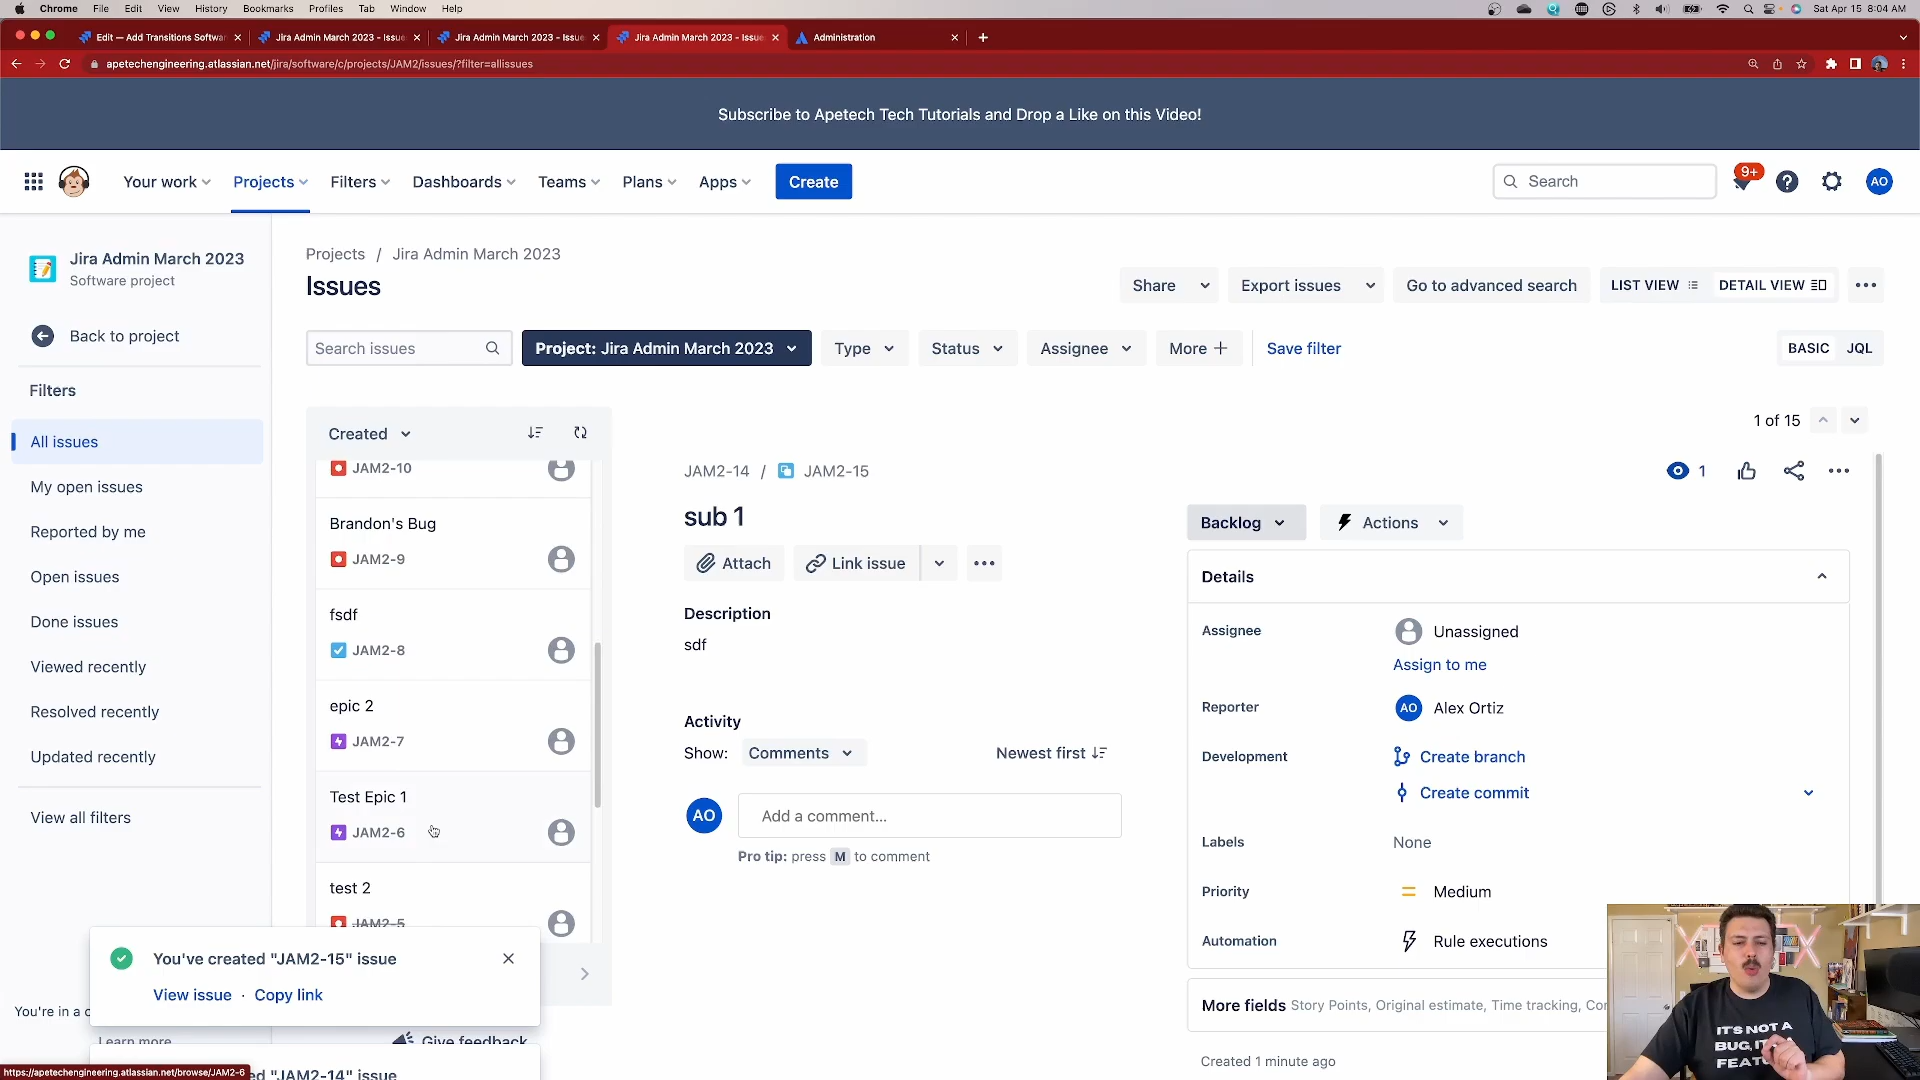 Chrome File Edit View History Bookmarks Profiles Tab Window Help
Sat Apr 15 8:04 AM
Edit — Add Transitions Softwar
Jira Admin March 2023 - Issue
Jira Admin March 2023 - Issue
Jira Admin March 2023 - Issue
Administration
apetechengineering.atlassian.net/jira/software/c/projects/JAM2/issues/?filter=allissues
Subscribe to Apetech Tech Tutorials and Drop a Like on this Video!
Your work Projects Filters Dashboards Teams Plans Apps Create
Search
9+
AO
Jira Admin March 2023
Software project
Back to project
Filters
All issues
My open issues
Reported by me
Open issues
Done issues
Viewed recently
Resolved recently
Updated recently
View all filters
You're in a c
Learn more
Give feedback
Projects / Jira Admin March 2023
Issues
Share Export issues Go to advanced search LIST VIEW DETAIL VIEW
Search issues Project: Jira Admin March 2023 Type Status Assignee More + Save filter BASIC JQL
Created
JAM2-10
Brandon's Bug
JAM2-9
fsdf
JAM2-8
epic 2
JAM2-7
Test Epic 1
JAM2-6
test 2
JAM2-5
You've created "JAM2-15" issue
View issue · Copy link
ed "JAM2-14" issue
https://apetechengineering.atlassian.net/browse/JAM2-6
1 of 15
JAM2-14 / JAM2-15
1
sub 1
Attach Link issue
Description
sdf
Activity
Show: Comments Newest first
AO Add a comment...
Pro tip: press M to comment
Backlog Actions
Details
Assignee Unassigned
Assign to me
Reporter AO Alex Ortiz
Development Create branch
Create commit
Labels None
Priority Medium
Automation Rule executions
More fields Story Points, Original estimate, Time tracking, Co
Created 1 minute ago
IT'S NOT A
BUG, IT
FEAT